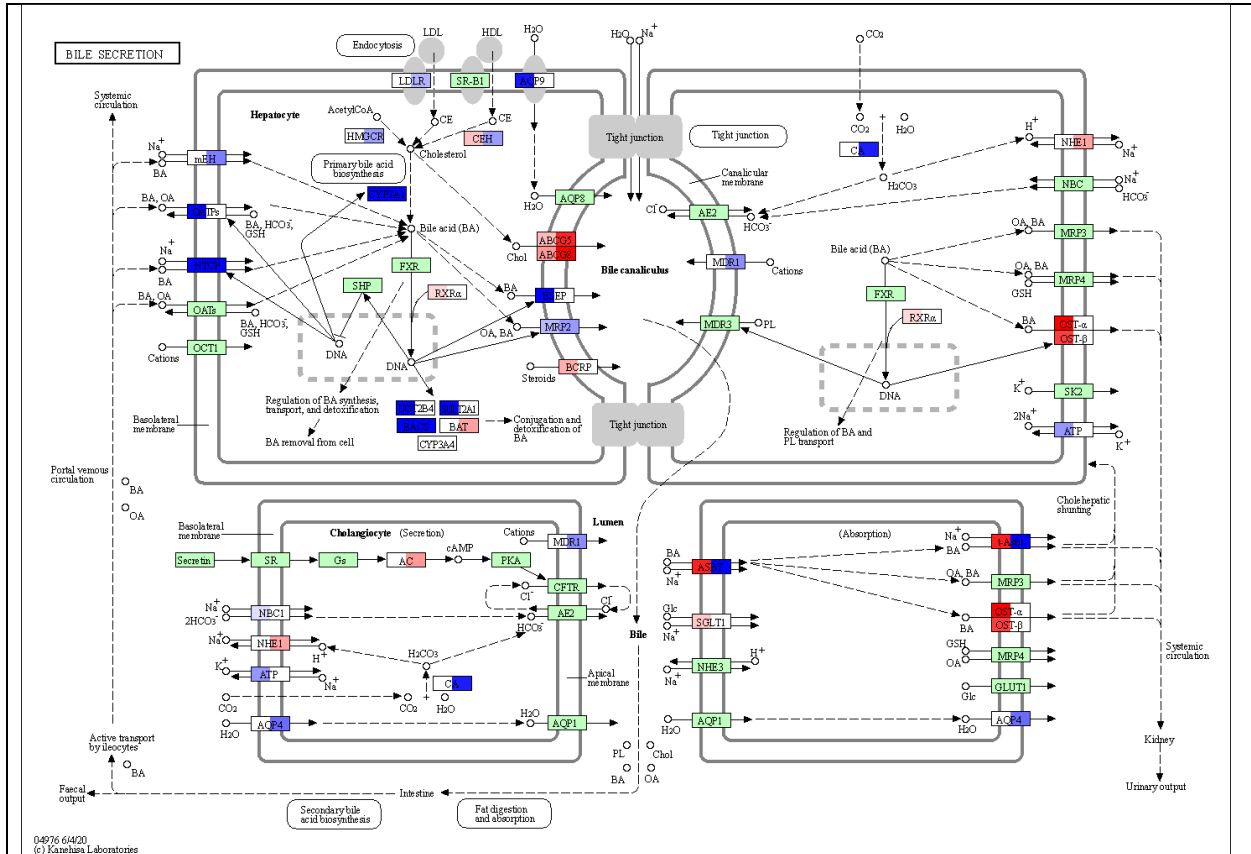 BILE SECRETION
Endocytosis
LDL
HDL
H2O
H2O
Na+
CO2
LDLR
SR-B1
AQP9
Systemic
circulation
Hepatocyte
AcetylCoA
CE
CE
HMGCR
CEH
Cholesterol
Tight junction
Tight junction
CO2
H2O
CA
H+
NHE1
Na+
Na+
mEH
BA
Primary bile acid
biosynthesis
CYP7A1
Canalicular
membrane
H2CO3
NBC
Na+
HCO3-
BA, OA
OATPs
BA, HCO3-,
GSH
H2O
AQP8
Cl-
AE2
HCO3-
OA, BA
MRP3
Bile acid (BA)
Chol
ABCG5
ABCG8
Bile canaliculus
MDR1
Cations
Bile acid (BA)
Na+
NTCP
BA
FXR
SHP
RXRα
BA
BSEP
OA, BA
MRP4
GSH
FXR
RXRα
BA, OA
OATs
BA, HCO3-,
GSH
OA, BA
MRP2
MDR3
PL
BA
OST-α
OST-β
DNA
DNA
OCT1
Cations
Steroids
BCRP
DNA
K+
SK2
Regulation of BA synthesis,
transport, and detoxification
BA removal from cell
UGT2B4
SULT2A1
BACS
BAT
CYP3A4
Conjugation and
detoxification of
BA
Tight junction
Regulation of BA and
PL transport
2Na+
ATP
K+
Basolateral
membrane
Portal venous
circulation
BA
OA
Cholehepatic
shunting
Basolateral
membrane
Cholangiocyte (Secretion)
Lumen
Cations
MDR1
(Absorption)
Na+
BA
t-ASBT
Secretin
SR
Gs
AC
cAMP
PKA
BA
Na+
ASBT
CFTR
Cl-
Cl-
OA, BA
MRP3
Na+
2HCO3-
NBC1
HCO3-
AE2
Glc
Na+
SGLT1
BA
OST-α
OST-β
Bile
Na+
NHE1
H+
H2CO3
K+
ATP
Na+
CA
Apical
membrane
NHE3
Na+
H+
GSH
OA
MRP4
Systemic
circulation
CO2
CO2
H2O
Glc
GLUT1
H2O
AQP4
H2O
AQP1
AQP1
H2O
H2O
AQP4
Active transport
by ileocytes
BA
PL
Chol
BA
OA
Kidney
Faecal
output
Intestine
Urinary output
Secondary bile
acid biosynthesis
Fat digestion
and absorption
04976 6/4/20
(c) Kanehisa Laboratories